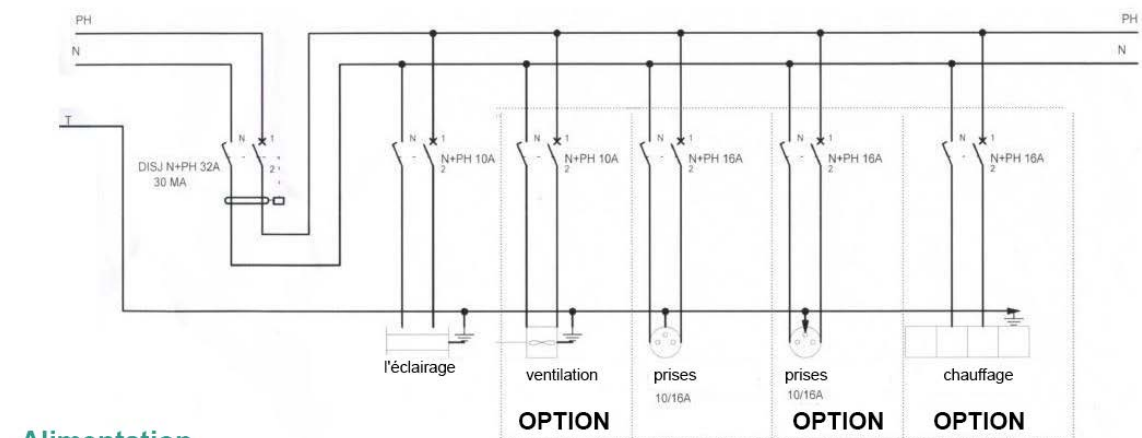 PH
PH
N
N
T
DISJ N+PH 32A
30 MA
N
1
2
N
1
N+PH 10A
2
N
1
N+PH 10A
2
N
1
N+PH 16A
2
N
1
N+PH 16A
2
N
1
N+PH 16A
2
l'éclairage
ventilation
prises
10/16A
prises
10/16A
chauffage
OPTION
OPTION
OPTION
Alimentation